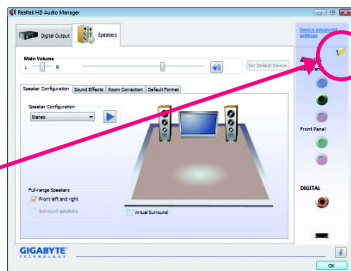 Realtek HD Audio Manager
Digital Output
Speakers
Device advanced settings
Main Volume
L
R
Set Default Device
ANALOG
Speaker Configuration
Sound Effects
Room Correction
Default Format
Speaker Configuration
Stereo
Front Panel
Full-range Speakers
Front left and right
Surround speakers
Virtual Surround
DIGITAL
GIGABYTE
TECHNOLOGY
i
OK